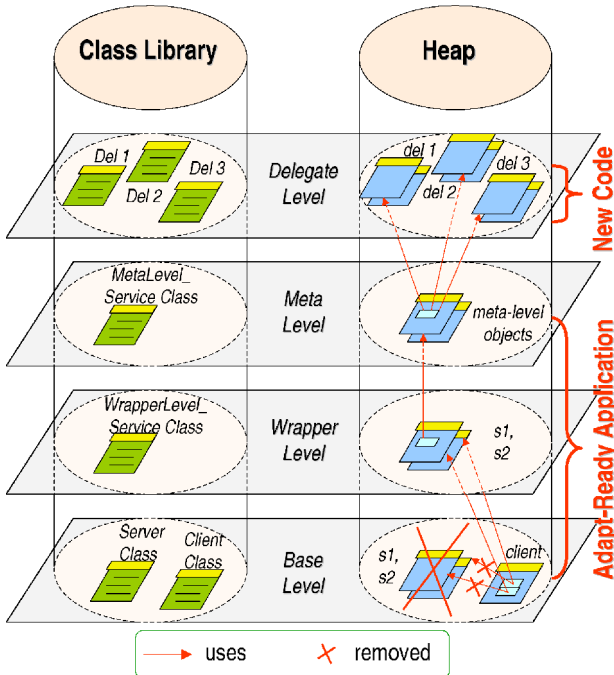 Class Library
Heap
Del 1
Del 3
Del 2
Delegate
Level
del 1
del 3
del 2
New Code
MetaLevel_
Service Class
Meta
Level
meta-level
objects
WrapperLevel_
Service Class
Wrapper
Level
s1,
s2
Adapt-Ready Application
Server
Class
Client
Class
Base
Level
s1,
s2
client
uses
removed